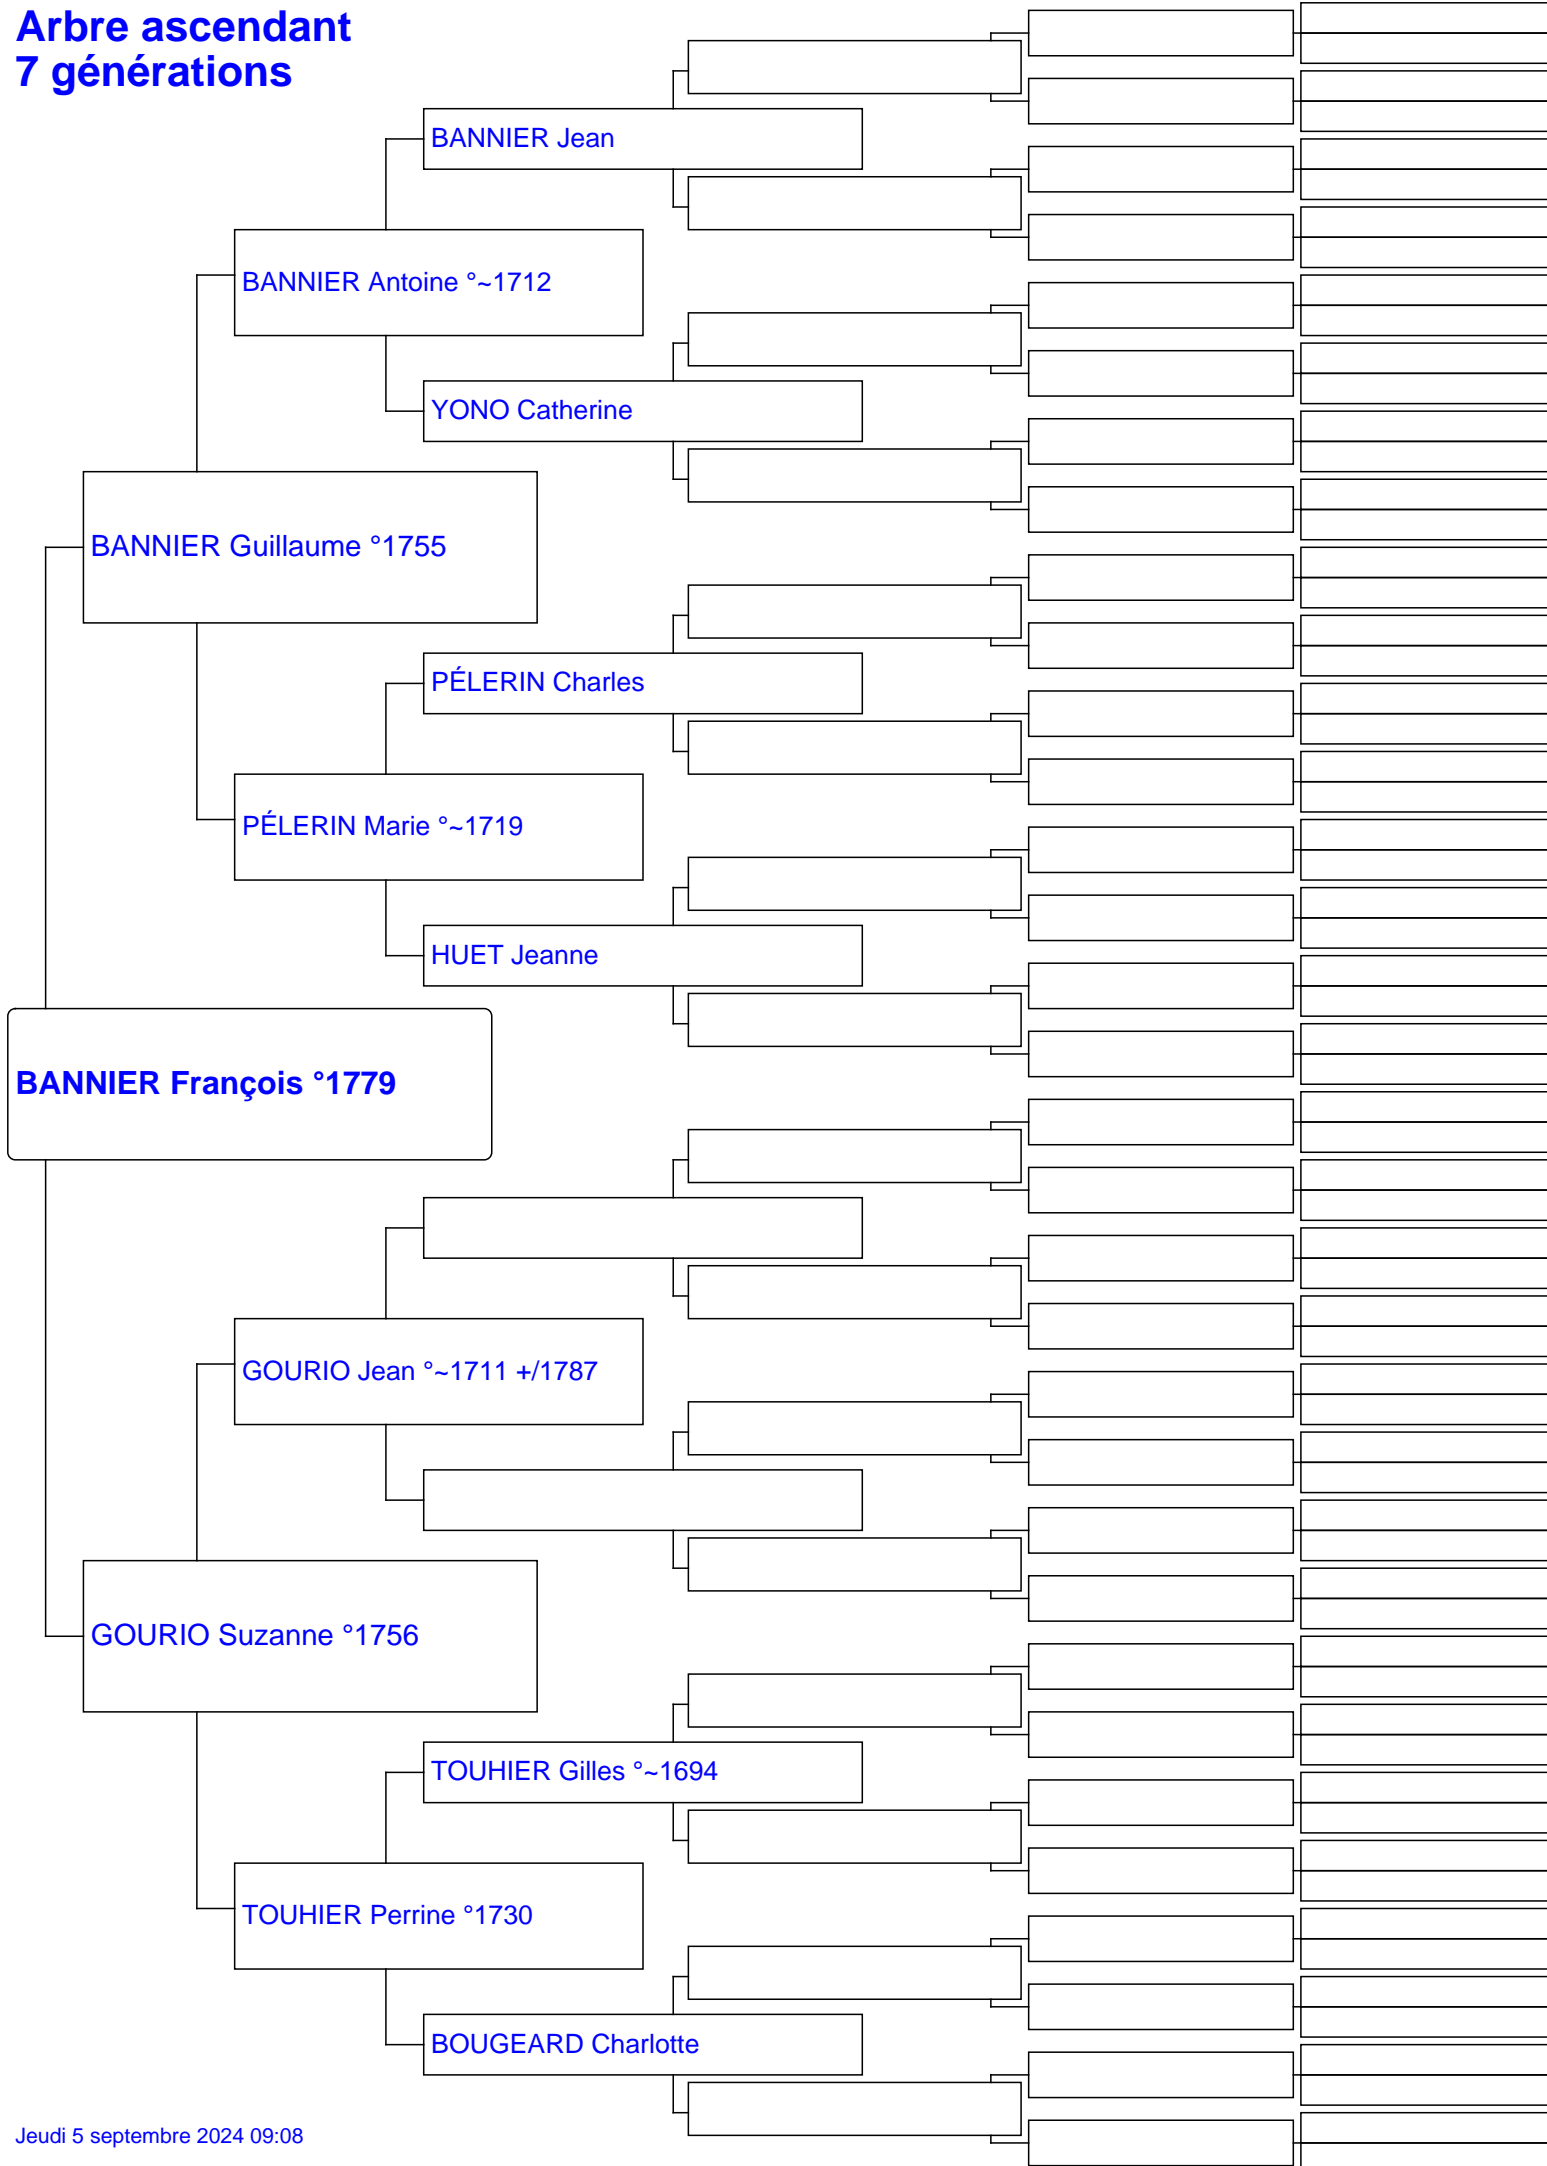 Arbre ascendant
7 générations
BANNIER Jean
BANNIER Antoine °~1712
YONO Catherine
BANNIER Guillaume °1755
PÉLERIN Charles
PÉLERIN Marie °~1719
HUET Jeanne
BANNIER François °1779
GOURIO Jean °~1711 +/1787
GOURIO Suzanne °1756
TOUHIER Gilles °~1694
TOUHIER Perrine °1730
BOUGEARD Charlotte
Jeudi 5 septembre 2024 09:08